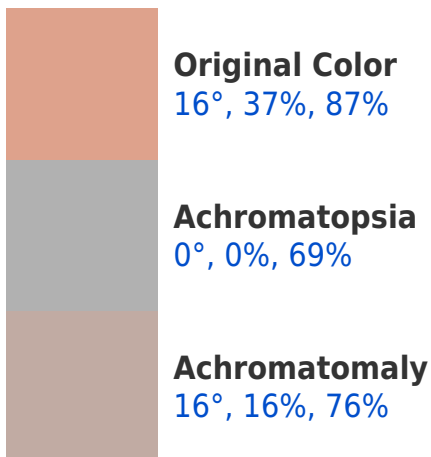 Original Color
16°, 37%, 87%
Achromatopsia
0°, 0%, 69%
Achromatomaly
16°, 16%, 76%